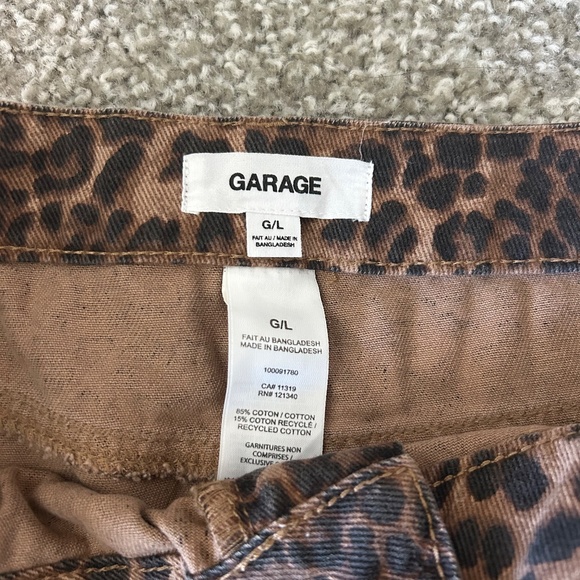 GARAGE
G/L
FAIT AU / MADE IN
BANGLADESH
G/L
FAIT AU BANGLADESH
MADE IN BANGLADESH
100091780
CA# 11319
RN# 121340
85% COTON / COTTON
15% COTON RECYCLÉ /
RECYCLED COTTON
GARNITURES NON
COMPRISES /
EXCLUSIVE